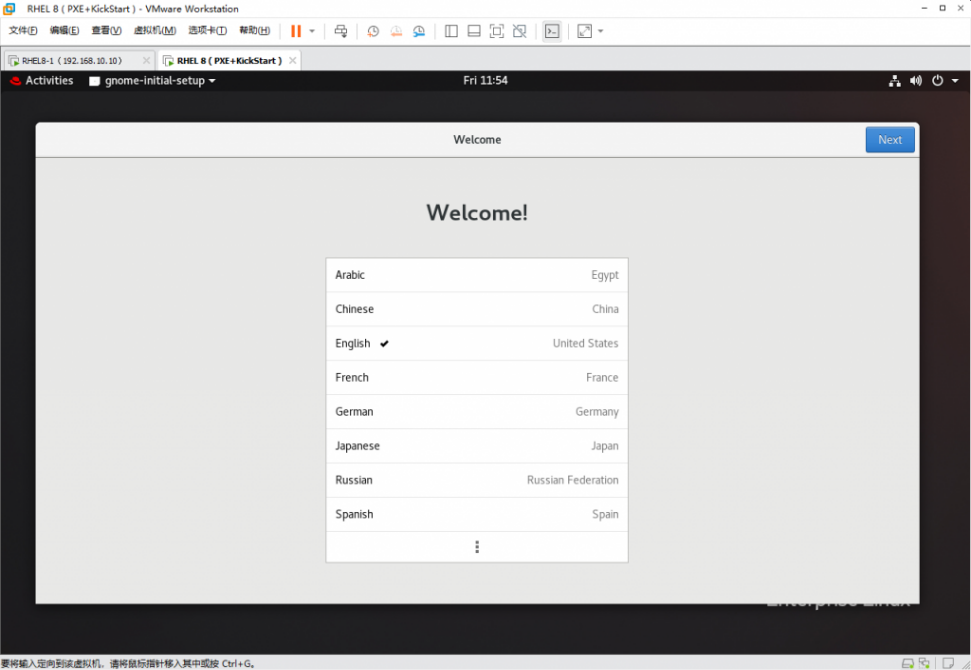 RHEL 8 ( PXE+KickStart ) - VMware Workstation
文件(F) 编辑(E) 查看(V) 虚拟机(M) 选项卡(T) 帮助(H)
RHEL8-1 ( 192.168.10.10) RHEL 8 ( PXE+KickStart )
Activities gnome-initial-setup Fri 11:54
Welcome Next
Welcome!
Arabic Egypt
Chinese China
English United States
French France
German Germany
Japanese Japan
Russian Russian Federation
Spanish Spain
Enterprise Linux
要将输入定向到该虚拟机，请将鼠标指针移入其中或按 Ctrl+G。